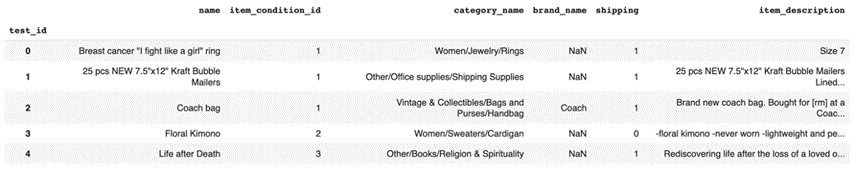 name item_condition_id category_name brand_name shipping item_description
test_id
0 Breast cancer "I fight like a girl" ring 1 Women/Jewelry/Rings NaN 1 Size 7
1 25 pcs NEW 7.5"x12" Kraft Bubble Mailers 1 Other/Office supplies/Shipping Supplies NaN 1 25 pcs NEW 7.5"x12" Kraft Bubble Mailers Lined...
2 Coach bag 1 Vintage & Collectibles/Bags and Purses/Handbag Coach 1 Brand new coach bag. Bought for [rm] at a Coac...
3 Floral Kimono 2 Women/Sweaters/Cardigan NaN 0 -floral kimono -never worn -lightweight and pe...
4 Life after Death 3 Other/Books/Religion & Spirituality NaN 1 Rediscovering life after the loss of a loved o...